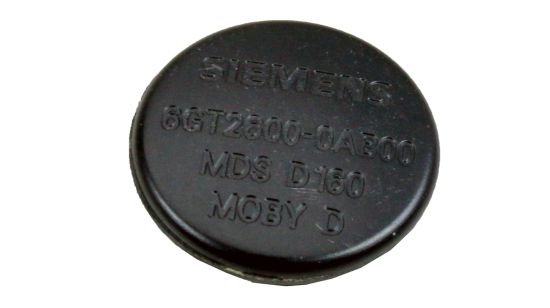 SIEMENS
6GT2600-0AB00
MDS D160
MOBY D